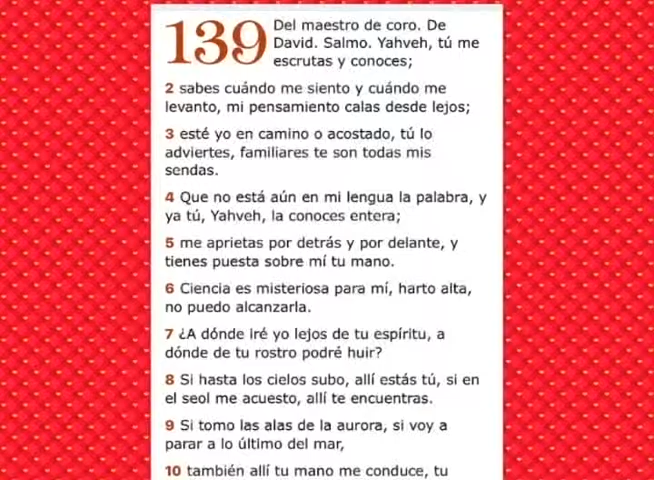 139 Del maestro de coro. De
David. Salmo. Yahveh, tú me
escrutas y conoces;
2 sabes cuándo me siento y cuándo me
levanto, mi pensamiento calas desde lejos;
3 esté yo en camino o acostado, tú lo
adviertes, familiares te son todas mis
sendas.
4 Que no está aún en mi lengua la palabra, y
ya tú, Yahveh, la conoces entera;
5 me aprietas por detrás y por delante, y
tienes puesta sobre mí tu mano.
6 Ciencia es misteriosa para mí, harto alta,
no puedo alcanzarla.
7 ¿A dónde iré yo lejos de tu espíritu, a
dónde de tu rostro podré huir?
8 Si hasta los cielos subo, allí estás tú, si en
el seol me acuesto, allí te encuentras.
9 Si tomo las alas de la aurora, si voy a
parar a lo último del mar,
10 también allí tu mano me conduce, tu